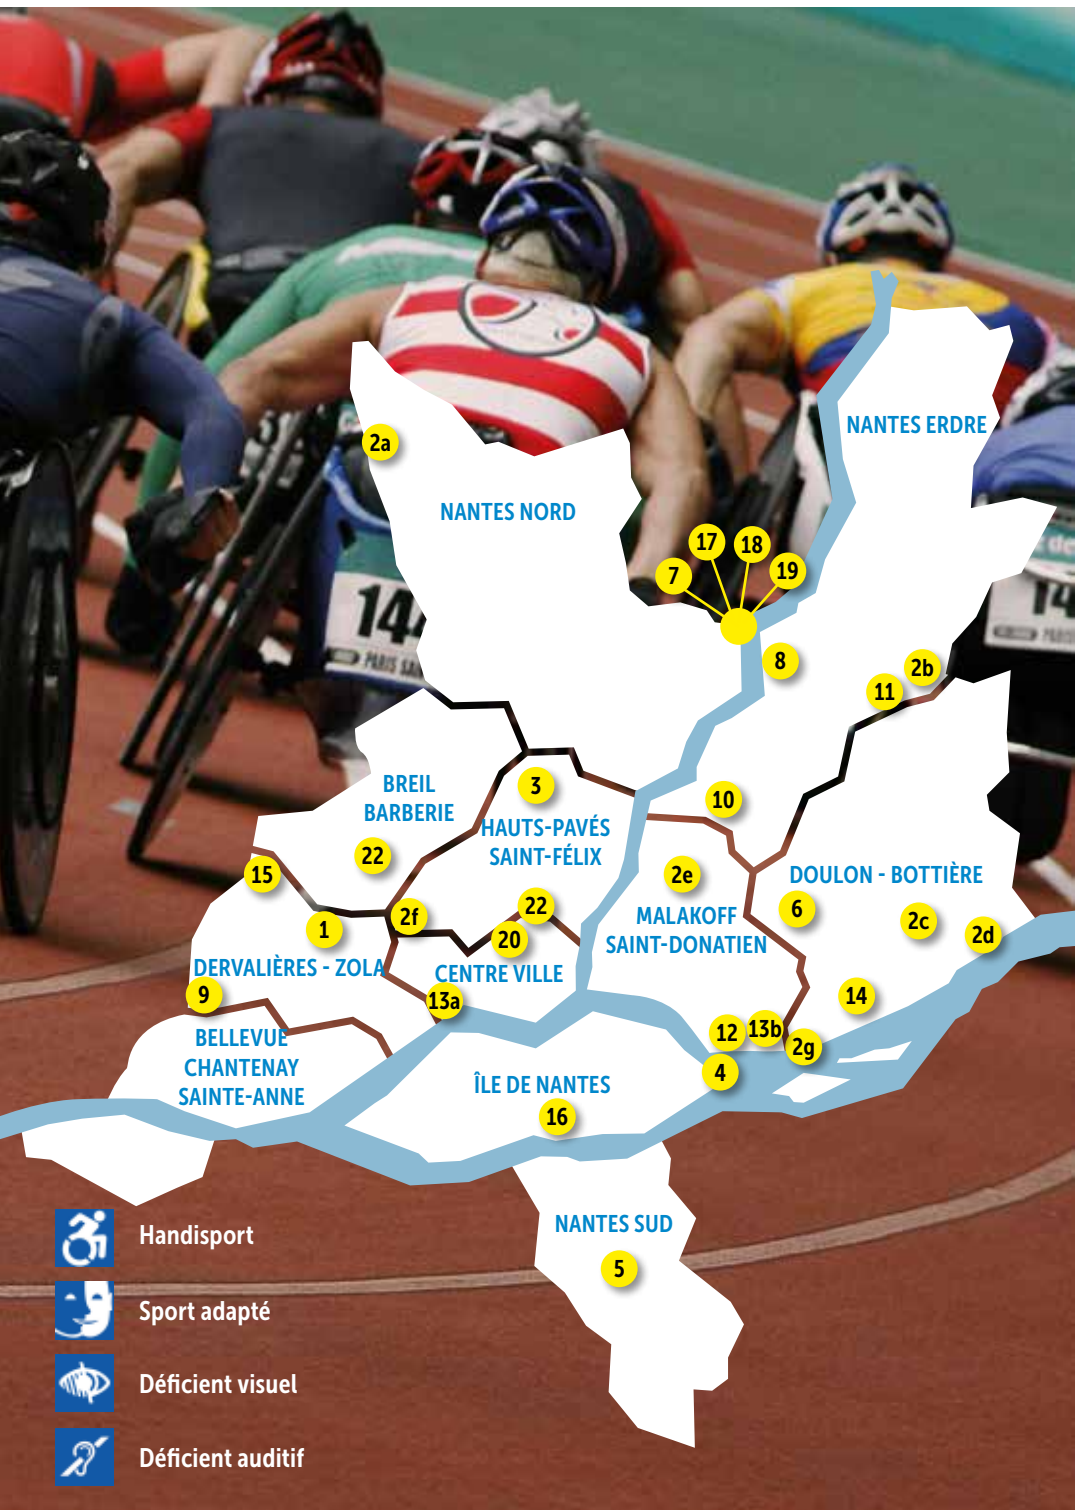 NANTES ERDRE
2a
NANTES NORD
17
18
19
7
8
2b
11
BREIL
BARBERIE
3
10
HAUTS-PAVÉS
SAINT-FÉLIX
22
15
2e
DOULON - BOTTIÈRE
6
MALAKOFF
SAINT-DONATIEN
22
2f
1
20
2c
2d
DERVALIÈRES - ZOLA
CENTRE VILLE
9
13a
14
BELLEVUE
CHANTENAY
SAINTE-ANNE
12
13b
2g
4
ÎLE DE NANTES
16
NANTES SUD
5
Handisport
Sport adapté
Déficient visuel
Déficient auditif
144
PARIS
14